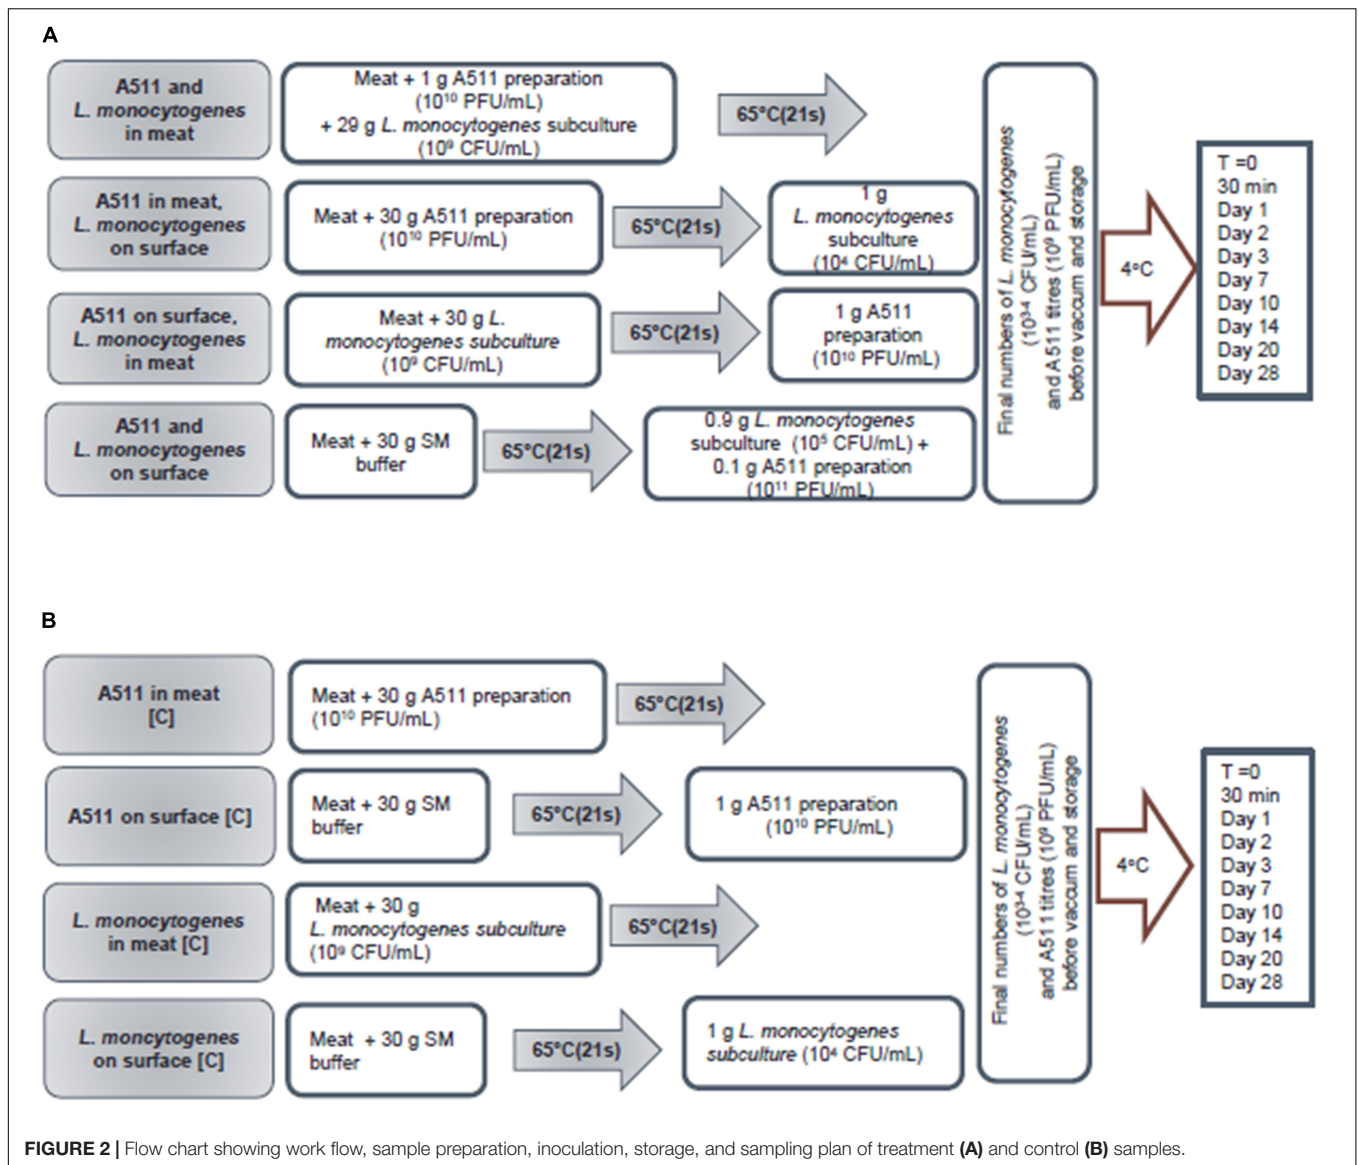 A
A511 and
L. monocytogenes
in meat
Meat + 1 g A511 preparation
(10¹⁰ PFU/mL)
+ 29 g L. monocytogenes subculture
(10⁹ CFU/mL)
65°C(21s)
A511 in meat,
L. monocytogenes
on surface
Meat + 30 g A511 preparation
(10¹⁰ PFU/mL)
65°C(21s)
1 g
L. monocytogenes
subculture
(10⁴ CFU/mL)
A511 on surface,
L. monocytogenes
in meat
Meat + 30 g L.
monocytogenes subculture
(10⁹ CFU/mL)
65°C(21s)
1 g A511
preparation
(10¹⁰ PFU/mL)
A511 and
L. monocytogenes
on surface
Meat + 30 g SM
buffer
65°C(21s)
0.9 g L. monocytogenes
subculture (10⁵ CFU/mL) +
0.1 g A511 preparation
(10¹¹ PFU/mL)
Final numbers of L. monocytogenes
(10³⁻⁴ CFU/mL)
and A511 titres (10⁹ PFU/mL)
before vaccum and storage
4°C
T =0
30 min
Day 1
Day 2
Day 3
Day 7
Day 10
Day 14
Day 20
Day 28
B
A511 in meat
[C]
Meat + 30 g A511 preparation
(10¹⁰ PFU/mL)
65°C(21s)
A511 on surface [C]
Meat + 30 g SM
buffer
65°C(21s)
1 g A511 preparation
(10¹⁰ PFU/mL)
L. monocytogenes
in meat [C]
Meat + 30 g
L. monocytogenes subculture
(10⁹ CFU/mL)
65°C(21s)
L. moncytogenes
on surface [C]
Meat + 30 g SM
buffer
65°C(21s)
1 g L. monocytogenes
subculture (10⁴ CFU/mL)
Final numbers of L. monocytogenes
(10³⁻⁴ CFU/mL)
and A511 titres (10⁹ PFU/mL)
before vaccum and storage
4°C
T =0
30 min
Day 1
Day 2
Day 3
Day 7
Day 10
Day 14
Day 20
Day 28
FIGURE 2 | Flow chart showing work flow, sample preparation, inoculation, storage, and sampling plan of treatment (A) and control (B) samples.